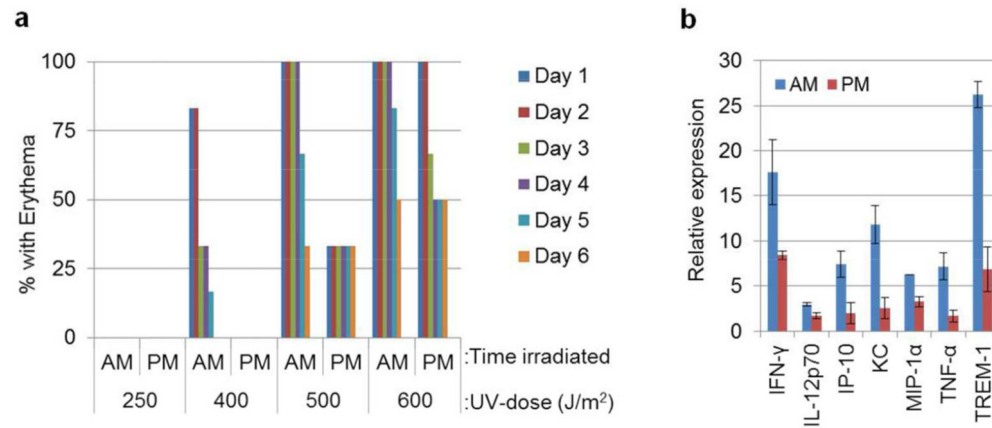 a
% with Erythema
100
75
50
25
0
AM PM AM PM AM PM AM PM :Time irradiated
250 400 500 600 :UV-dose (J/m²)
Day 1
Day 2
Day 3
Day 4
Day 5
Day 6
b
Relative expression
30
25
20
15
10
5
0
AM PM
IFN-γ
IL-12p70
IP-10
KC
MIP-1α
TNF-α
TREM-1